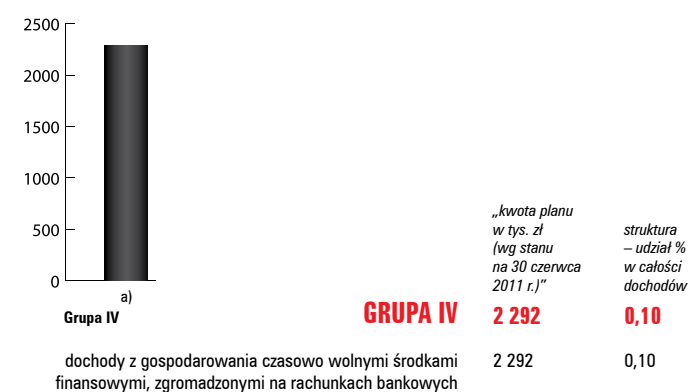 2500
2000
1500
1000
500
0
a)
Grupa IV
„kwota planu
w tys. zł
(wg stanu
na 30 czerwca
2011 r.)”
struktura
– udział %
w całości
dochodów
GRUPA IV 2 292 0,10
dochody z gospodarowania czasowo wolnymi środkami 2 292 0,10
finansowymi, zgromadzonymi na rachunkach bankowych